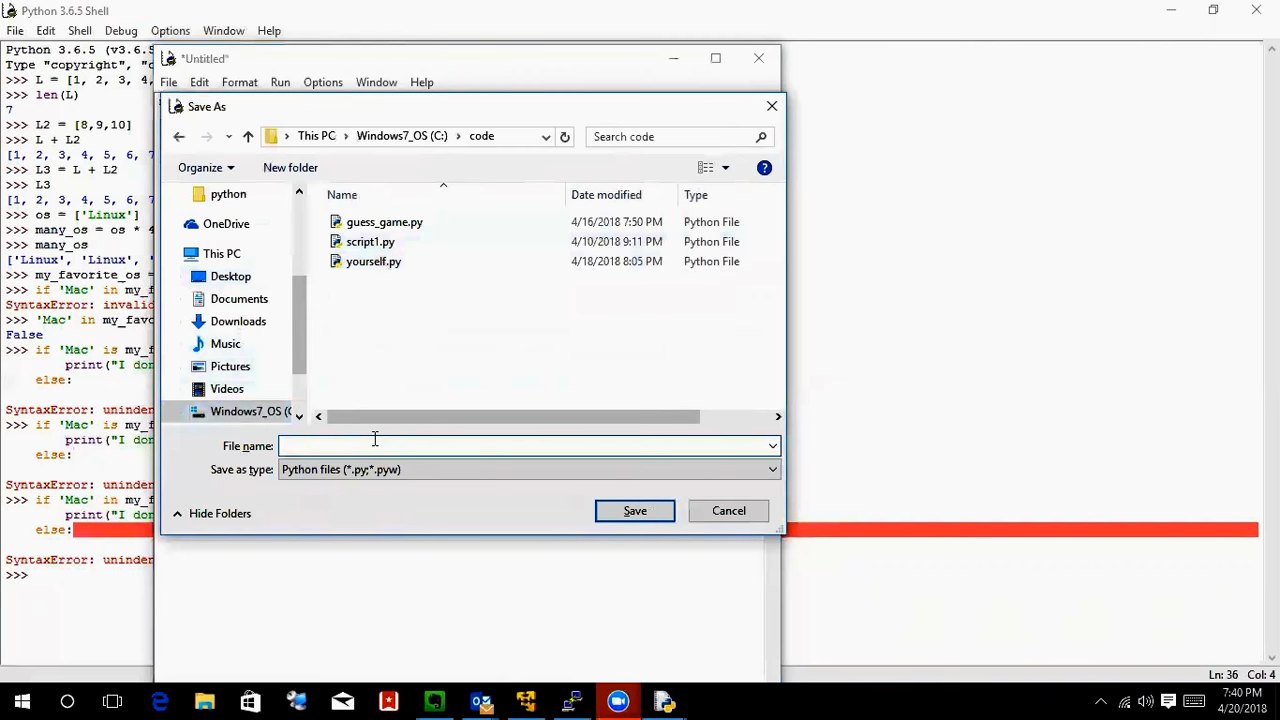 Python 3.6.5 Shell
File Edit Shell Debug Options Window Help
Python 3.6.5 (v3.6.
Type "copyright", "c
>>> L = [1, 2, 3, 4,
>>> len(L)
7
>>> L2 = [8,9,10]
>>> L + L2
[1, 2, 3, 4, 5, 6, 7
>>> L3 = L + L2
>>> L3
[1, 2, 3, 4, 5, 6, 7
>>> os = ['Linux']
>>> many_os = os * 4
>>> many_os
['Linux', 'Linux', '
>>> my_favorite_os =
>>> if 'Mac' in my_f
SyntaxError: invalid
>>> 'Mac' in my_favo
False
>>> if 'Mac' is my_f
print("I don
else:
SyntaxError: uninden
>>> if 'Mac' is my_f
print("I don
else:
SyntaxError: uninden
>>> if 'Mac' in my_f
print("I don
else:
SyntaxError: uninden
>>>
*Untitled*
File Edit Format Run Options Window Help
Save As
This PC > Windows7_OS (C:) > code
Search code
Organize
New folder
python
OneDrive
This PC
Desktop
Documents
Downloads
Music
Pictures
Videos
Windows7_OS (C
Name Date modified Type
guess_game.py 4/16/2018 7:50 PM Python File
script1.py 4/10/2018 9:11 PM Python File
yourself.py 4/18/2018 8:05 PM Python File
File name:
Save as type: Python files (*.py;*.pyw)
Hide Folders
Save
Cancel
Ln: 36 Col: 4
7:40 PM
4/20/2018